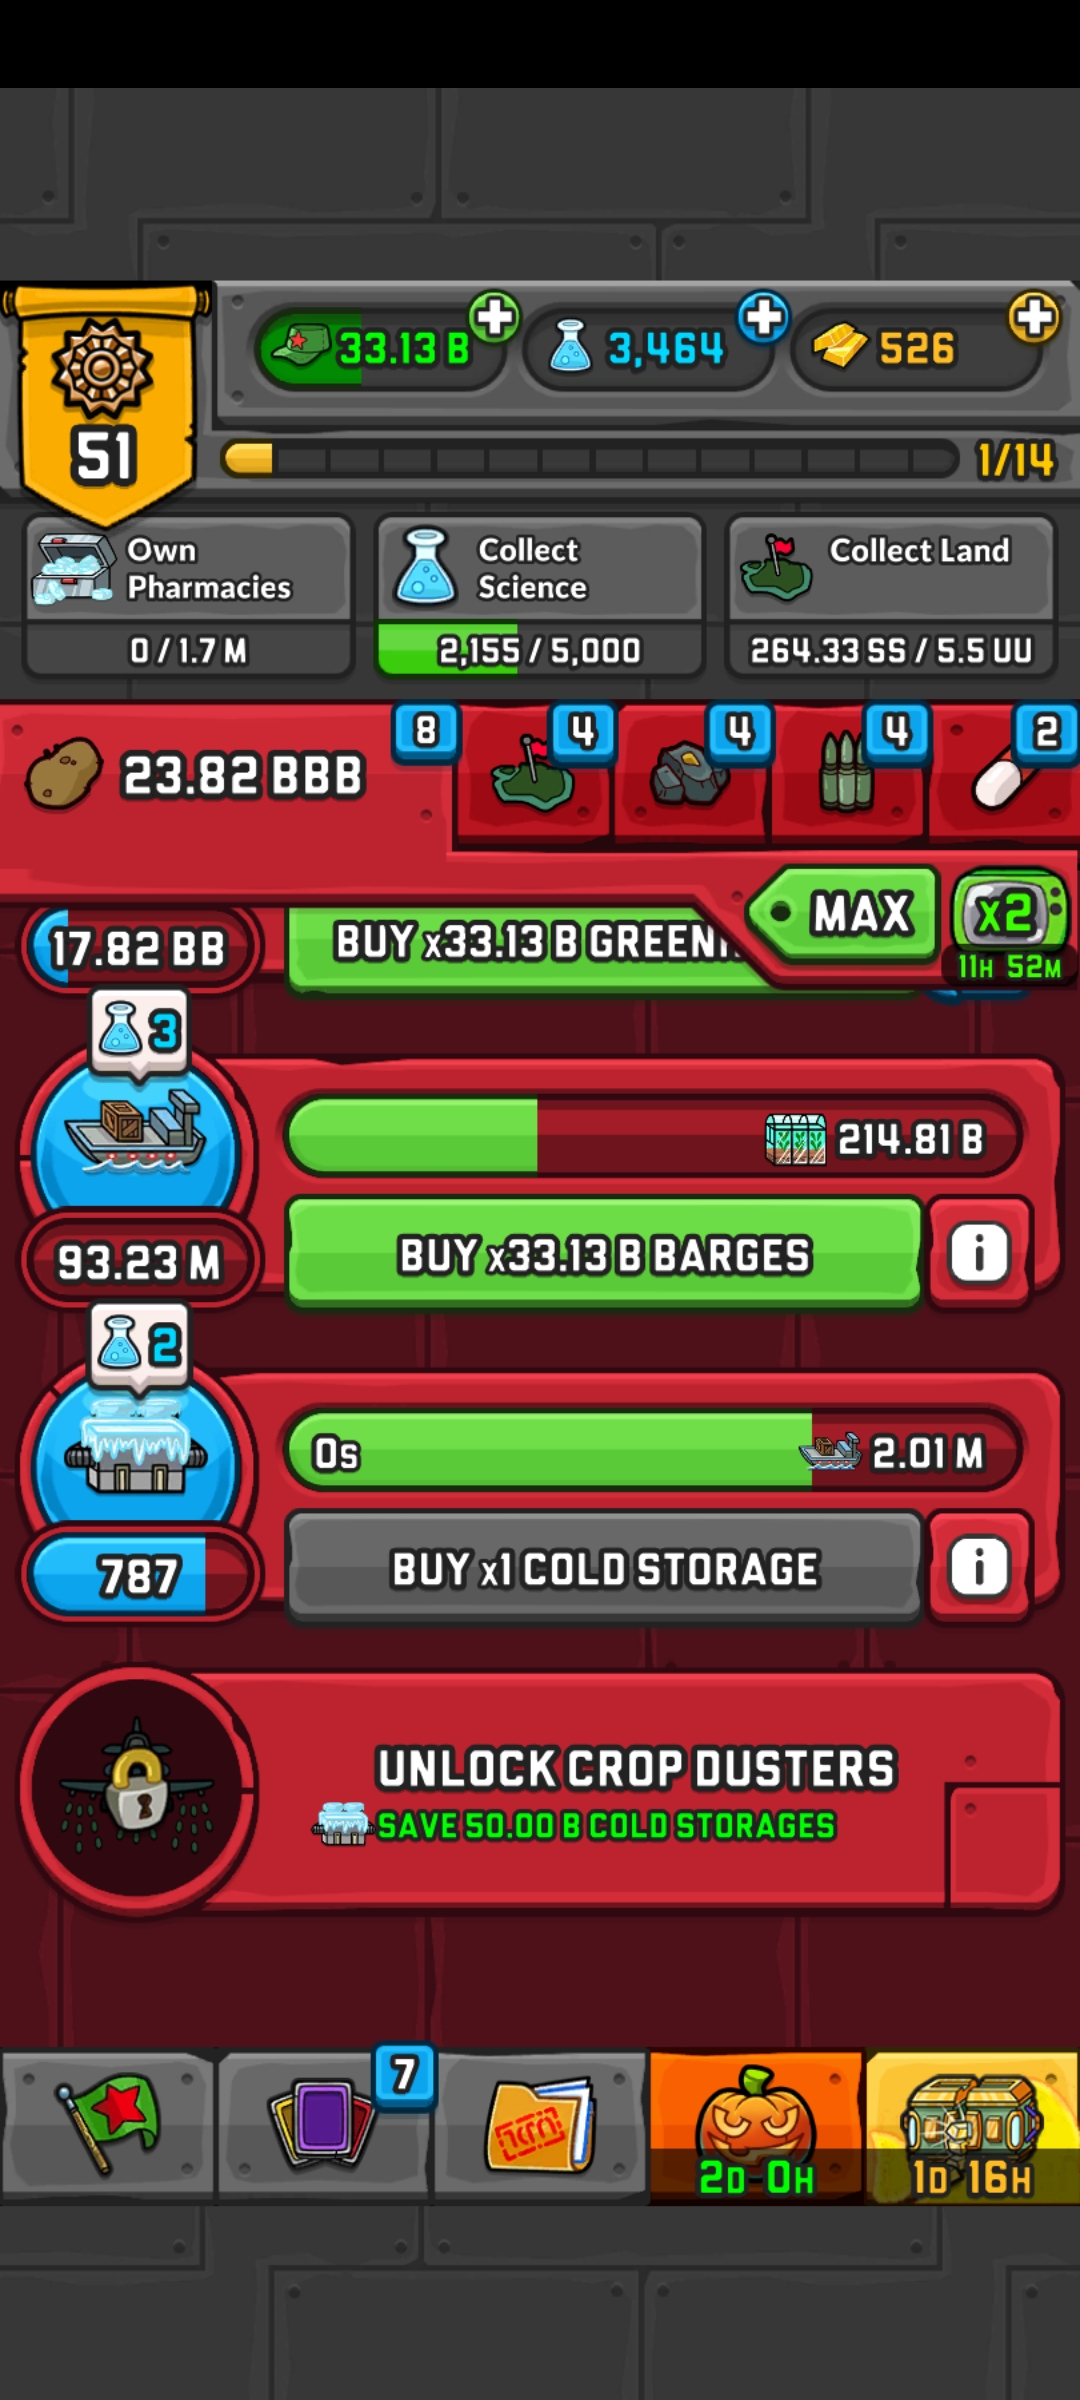 33.13 B
3,464
526
51
1/14
Own
Pharmacies
0 / 1.7 M
Collect
Science
2,155 / 5,000
Collect Land
264.33 SS / 5.5 UU
23.82 BBB
8
4
4
4
2
MAX
x2
11H 52M
17.82 BB
BUY x33.13 B
3
214.81 B
93.23 M
BUY x33.13 B BARGES
i
2
0s
2.01 M
787
BUY x1 COLD STORAGE
i
UNLOCK CROP DUSTERS
SAVE 50.00 B COLD STORAGES
7
2D 0H
1D 16H